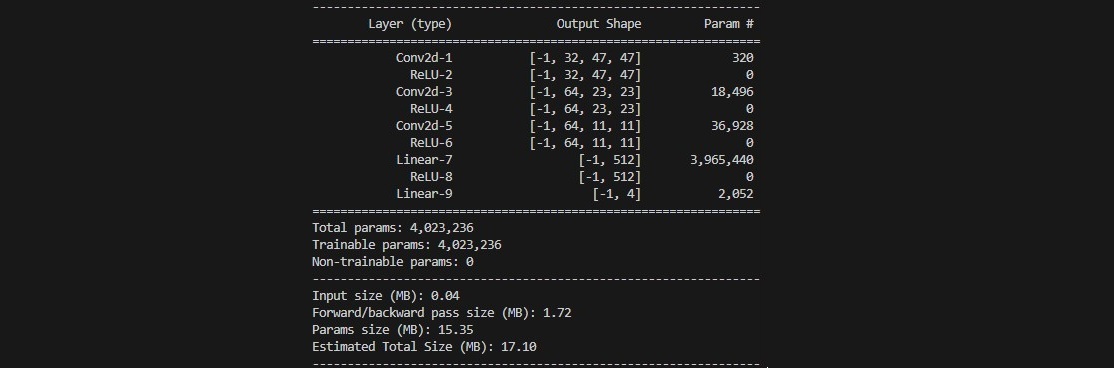 ----------------------------------------------------------------
Layer (type) Output Shape Param #
================================================================
Conv2d-1 [-1, 32, 47, 47] 320
ReLU-2 [-1, 32, 47, 47] 0
Conv2d-3 [-1, 64, 23, 23] 18,496
ReLU-4 [-1, 64, 23, 23] 0
Conv2d-5 [-1, 64, 11, 11] 36,928
ReLU-6 [-1, 64, 11, 11] 0
Linear-7 [-1, 512] 3,965,440
ReLU-8 [-1, 512] 0
Linear-9 [-1, 4] 2,052
================================================================
Total params: 4,023,236
Trainable params: 4,023,236
Non-trainable params: 0
----------------------------------------------------------------
Input size (MB): 0.04
Forward/backward pass size (MB): 1.72
Params size (MB): 15.35
Estimated Total Size (MB): 17.10
----------------------------------------------------------------